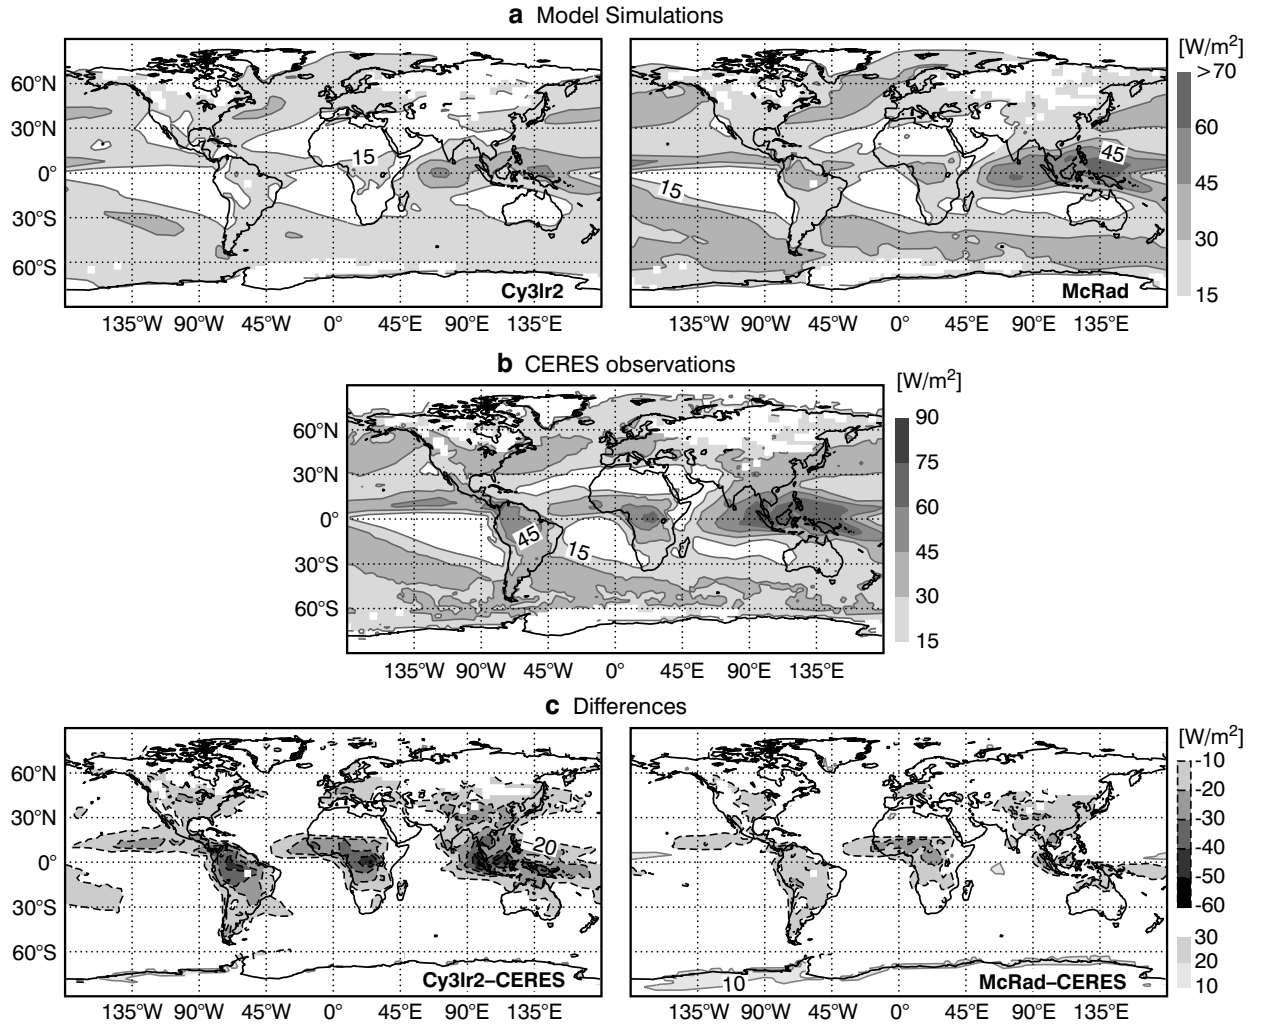 a Model Simulations
[W/m²]
>70
60°N
60
30°N
15
45
0°
15
45
30°S
30
60°S
Cy3Ir2
McRad
15
135°W 90°W 45°W 0° 45°E 90°E 135°E
135°W 90°W 45°W 0° 45°E 90°E 135°E
b CERES observations
[W/m²]
90
60°N
75
30°N
60
0°
45
15
45
30°S
30
60°S
15
135°W 90°W 45°W 0° 45°E 90°E 135°E
c Differences
[W/m²]
-10
60°N
-20
30°N
-30
-20
-40
0°
-50
30°S
-60
30
60°S
20
Cy3Ir2–CERES
10
McRad–CERES
10
135°W 90°W 45°W 0° 45°E 90°E 135°E
135°W 90°W 45°W 0° 45°E 90°E 135°E